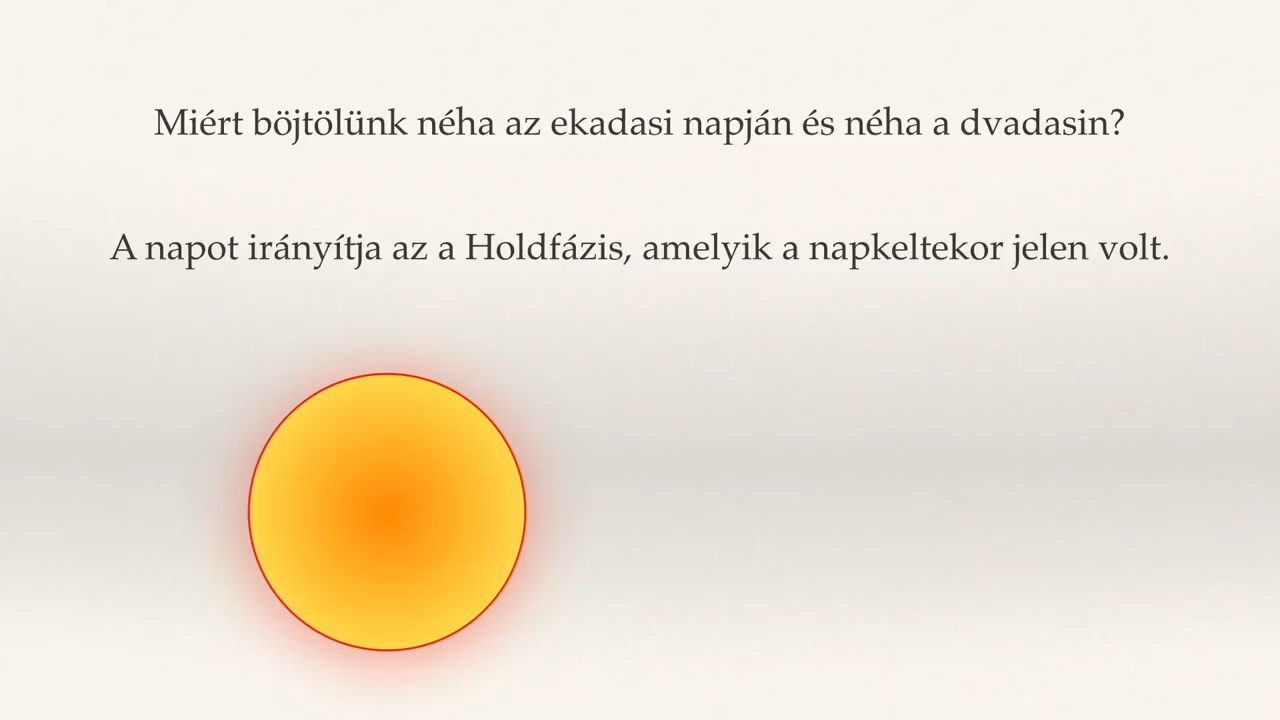 Miért böjtölünk néha az ekadasi napján és néha a dvadasin?
A napot irányítja az a Holdfázis, amelyik a napkeltekor jelen volt.